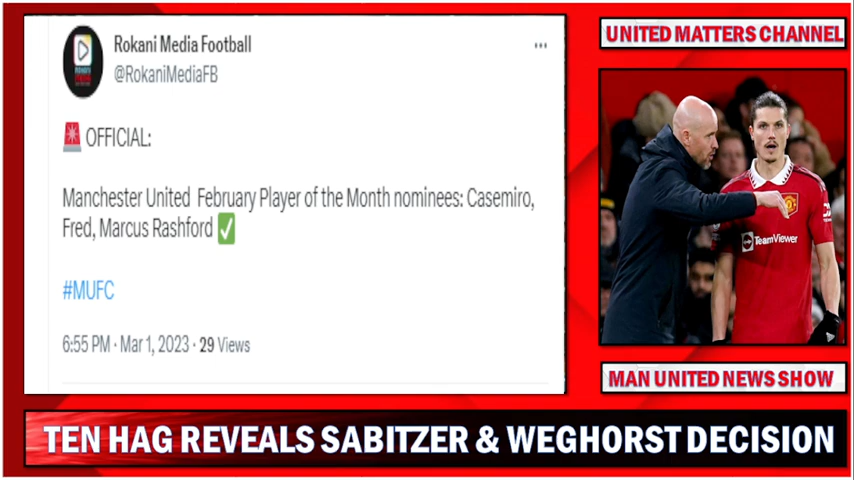 Rokani Media Football
@RokaniMediaFB
OFFICIAL:
Manchester United February Player of the Month nominees: Casemiro,
Fred, Marcus Rashford
#MUFC
6:55 PM · Mar 1, 2023 · 29 Views
UNITED MATTERS CHANNEL
TeamViewer
MAN UNITED NEWS SHOW
TEN HAG REVEALS SABITZER & WEGHORST DECISION